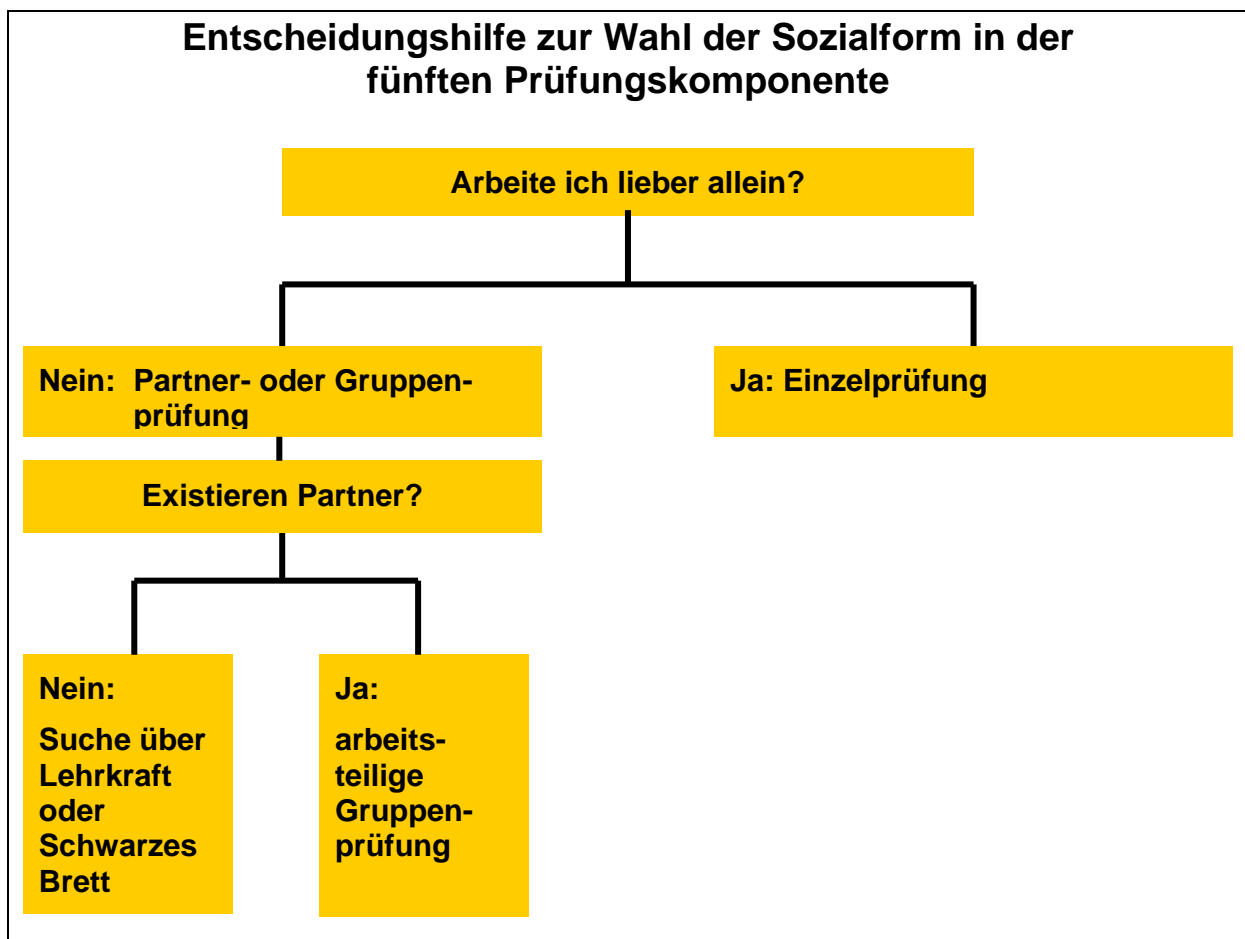 Entscheidungshilfe zur Wahl der Sozialform in der
fünften Prüfungskomponente
Arbeite ich lieber allein?
Nein: Partner- oder Gruppen-
prüfung
Ja: Einzelprüfung
Existieren Partner?
Nein:
Suche über
Lehrkraft
oder
Schwarzes
Brett
Ja:
arbeits-
teilige
Gruppen-
prüfung